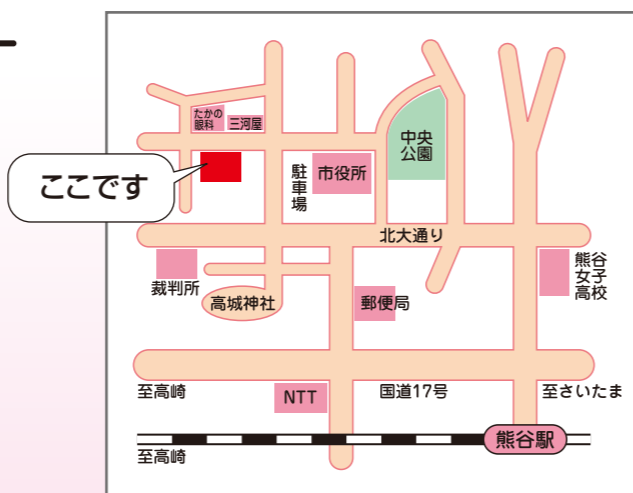 たかの
眼科
三河屋
中央
公園
ここです
駐車場
市役所
北大通り
裁判所
高城神社
郵便局
熊谷
女子
高校
至高崎
NTT
国道17号
至さいたま
熊谷駅
至高崎